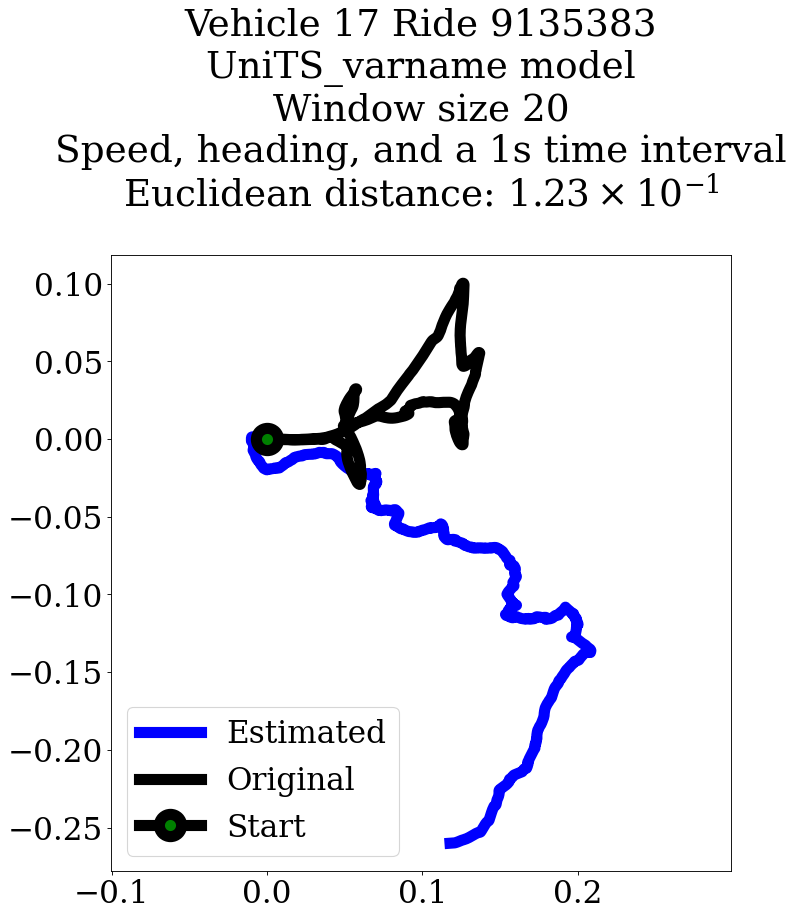 Vehicle 17 Ride 9135383
UniTS_varname model
Window size 20
Speed, heading, and a 1s time interval
Euclidean distance: 1.23 × 10⁻¹
0.10
0.05
0.00
−0.05
−0.10
−0.15
−0.20
−0.25
Estimated
Original
Start
−0.1
0.0
0.1
0.2